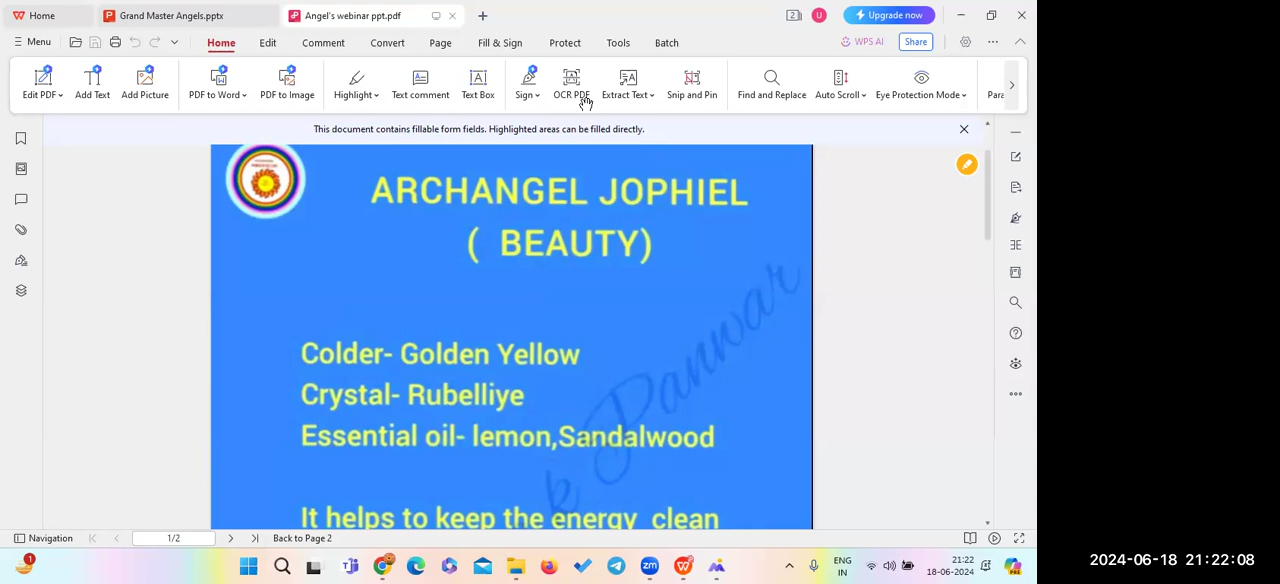 Home Grand Master Angels.pptx Angel's webinar ppt.pdf 2 U Upgrade now
Menu Home Edit Comment Convert Page Fill & Sign Protect Tools Batch WPS AI Share
Edit PDF Add Text Add Picture PDF to Word PDF to Image Highlight Text comment Text Box Sign OCR PDF Extract Text Snip and Pin Find and Replace Auto Scroll Eye Protection Mode Para
This document contains fillable form fields. Highlighted areas can be filled directly.
ARCHANGEL JOPHIEL
( BEAUTY)
Colder- Golden Yellow
Crystal- Rubelliye
Essential oil- lemon,Sandalwood
It helps to keep the energy clean
k Panwar
Navigation 1/2 Back to Page 2
1 ENG 21:22
IN 18-06-2024
2024-06-18 21:22:08